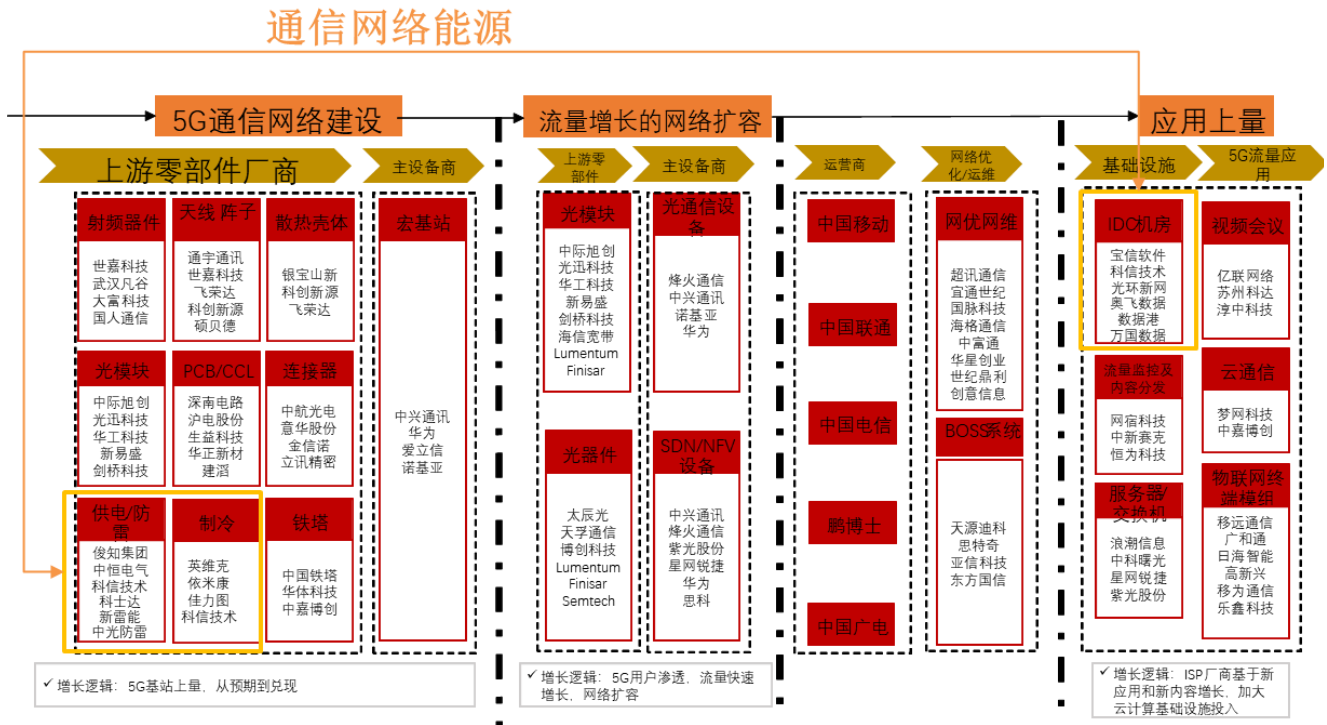 通信网络能源
5G通信网络建设
流量增长的网络扩容
应用上量
上游零部件厂商
主设备商
上游零
部件
主设备商
运营商
网络优
化/运维
基础设施
5G流量应
用
射频器件
世嘉科技
武汉凡谷
大富科技
国人通信
天线 阵子
通宇通讯
世嘉科技
飞荣达
科创新源
硕贝德
散热壳体
银宝山新
科创新源
飞荣达
光模块
中际旭创
光迅科技
华工科技
新易盛
剑桥科技
PCB/CCL
深南电路
沪电股份
生益科技
华正新材
建滔
连接器
中航光电
意华股份
金信诺
立讯精密
供电/防
雷
俊知集团
中恒电气
科信技术
科士达
新雷能
中光防雷
制冷
英维克
依米康
佳力图
科信技术
铁塔
中国铁塔
华体科技
中嘉博创
宏基站
中兴通讯
华为
爱立信
诺基亚
光模块
中际旭创
光迅科技
华工科技
新易盛
剑桥科技
海信宽带
Lumentum
Finisar
光通信设
备
烽火通信
中兴通讯
诺基亚
华为
光器件
太辰光
天孚通信
博创科技
Lumentum
Finisar
Semtech
SDN/NFV
设备
中兴通讯
烽火通信
紫光股份
星网锐捷
华为
思科
中国移动
中国联通
中国电信
鹏博士
中国广电
网优网维
超讯通信
宜通世纪
国脉科技
海格通信
中富通
华星创业
世纪鼎利
创意信息
BOSS系统
天源迪科
思特奇
亚信科技
东方国信
IDC机房
宝信软件
科信技术
光环新网
奥飞数据
数据港
万国数据
视频会议
亿联网络
苏州科达
淳中科技
流量监控及
内容分发
网宿科技
中新赛克
恒为科技
云通信
梦网科技
中嘉博创
服务器/
交换机
浪潮信息
中科曙光
星网锐捷
紫光股份
物联网终
端模组
移远通信
广和通
日海智能
高新兴
移为通信
乐鑫科技
✓ 增长逻辑：5G基站上量，从预期到兑现
✓ 增长逻辑：5G用户渗透，流量快速
增长，网络扩容
✓ 增长逻辑：ISP厂商基于新
应用和新内容增长，加大
云计算基础设施投入